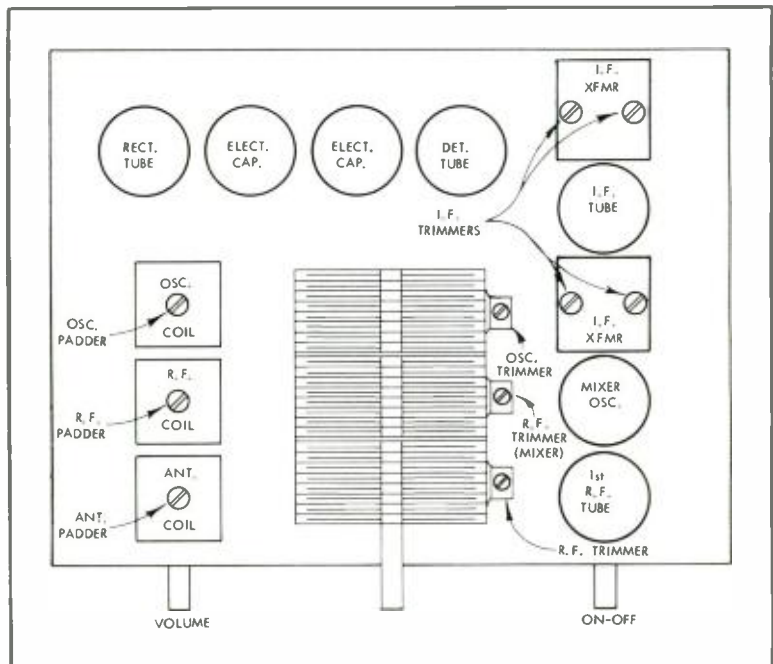 I.F.
XFMR
RECT.
TUBE
ELECT.
CAP.
ELECT.
CAP.
DET.
TUBE
I.F.
TUBE
I.F.
TRIMMERS
OSC.
COIL
OSC.
PADDER
I.F.
XFMR
OSC.
TRIMMER
R.F.
COIL
R.F.
PADDER
MIXER
OSC.
R.F.
TRIMMER
(MIXER)
ANT.
COIL
ANT.
PADDER
1st
R.F.
TUBE
R.F. TRIMMER
VOLUME
ON-OFF